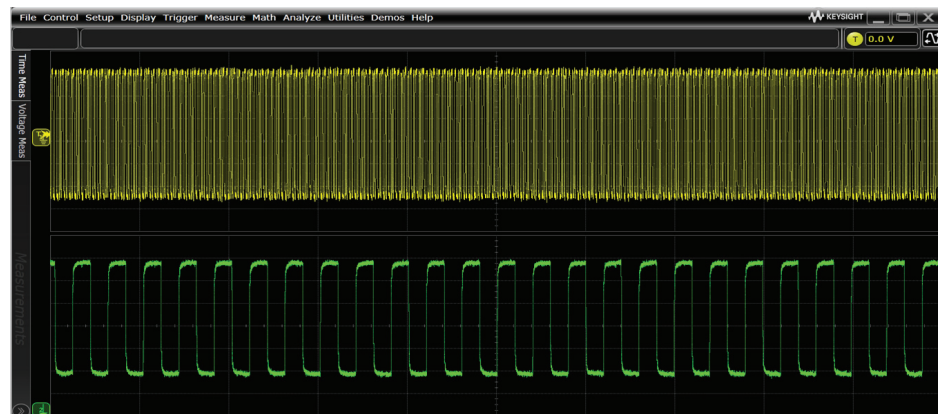 File Control Setup Display Trigger Measure Math Analyze Utilities Demos Help
KEYSIGHT
T 0.0 V
Time Meas
Voltage Meas
Measurements